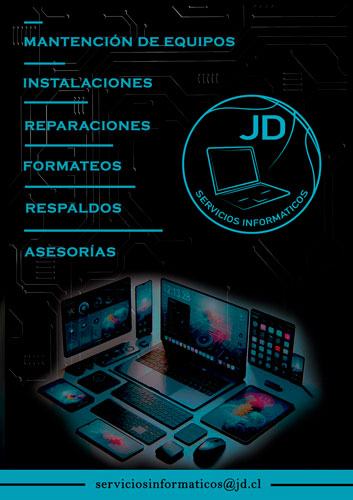 MANTENCIÓN DE EQUIPOS
INSTALACIONES
REPARACIONES
FORMATEOS
RESPALDOS
ASESORÍAS
JD
SERVICIOS INFORMATICOS
serviciosinformaticos@jd.cl